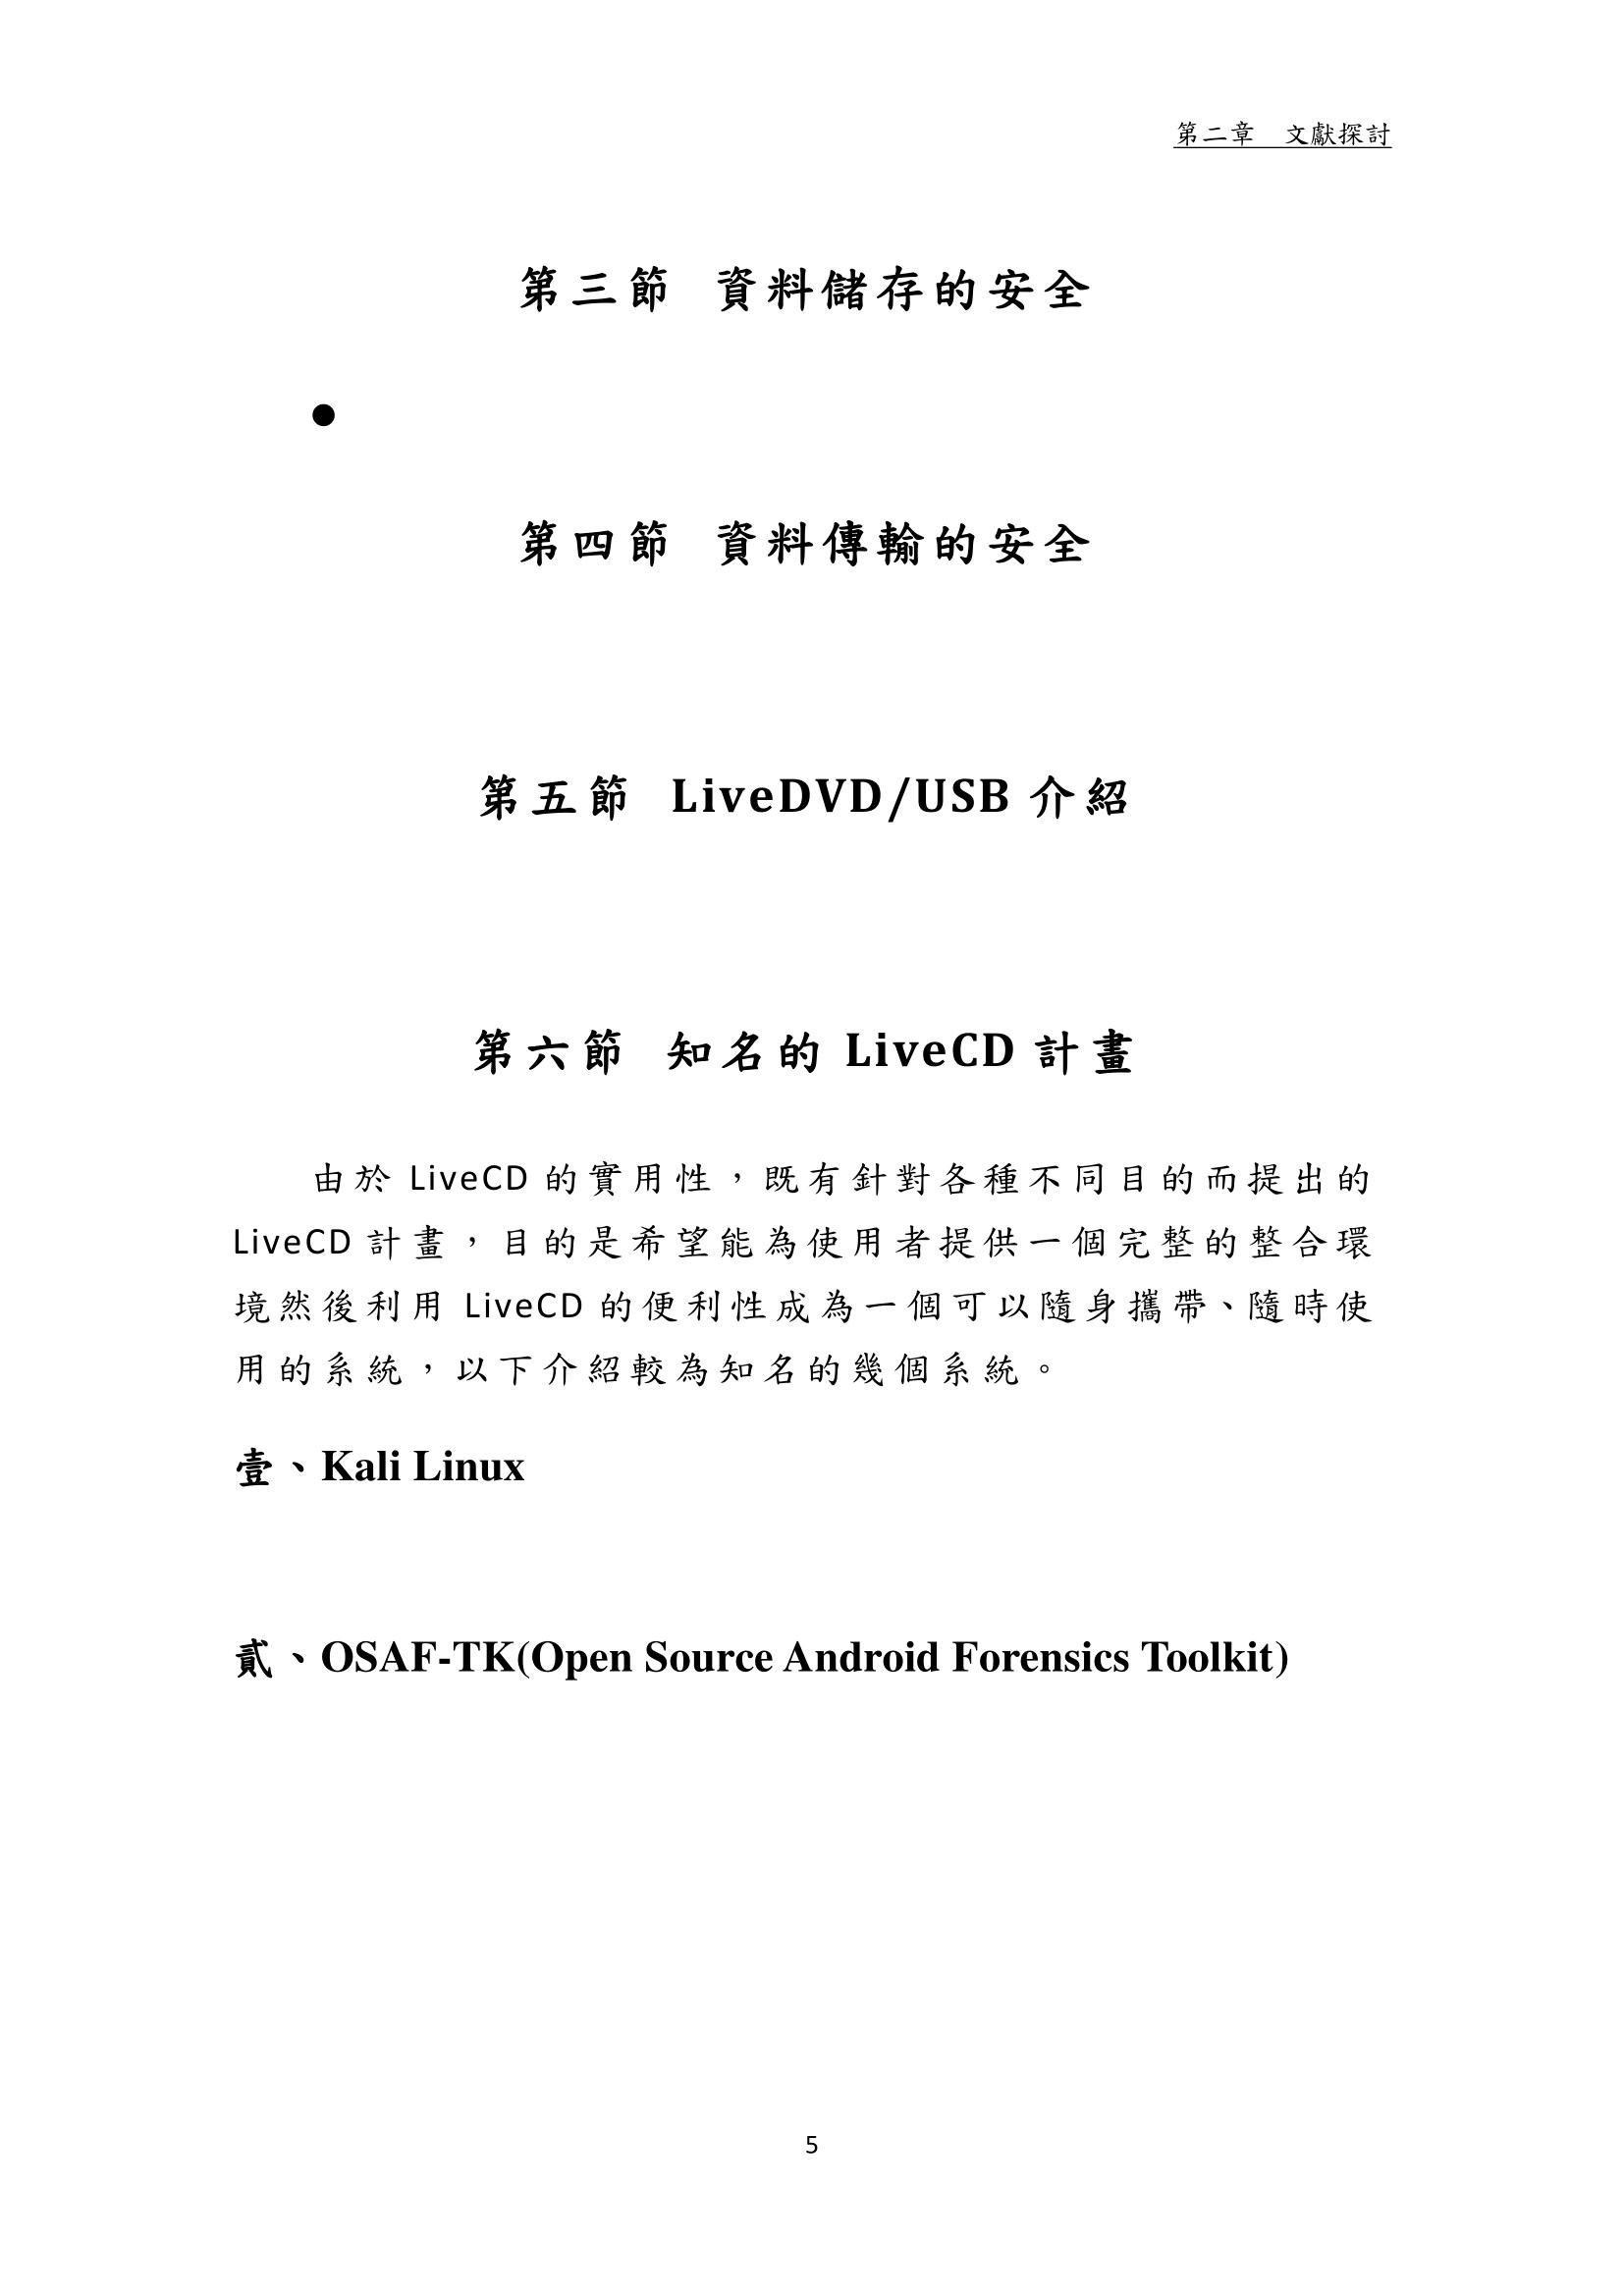 第二章　文獻探討
第三節 資料儲存的安全
●
第四節 資料傳輸的安全
第五節 LiveDVD/USB 介紹
第六節 知名的 LiveCD 計畫
由於 LiveCD 的實用性，既有針對各種不同目的而提出的
LiveCD 計畫，目的是希望能為使用者提供一個完整的整合環
境然後利用 LiveCD 的便利性成為一個可以隨身攜帶、隨時使
用的系統，以下介紹較為知名的幾個系統。
壹、Kali Linux
貳、OSAF-TK(Open Source Android Forensics Toolkit)
5